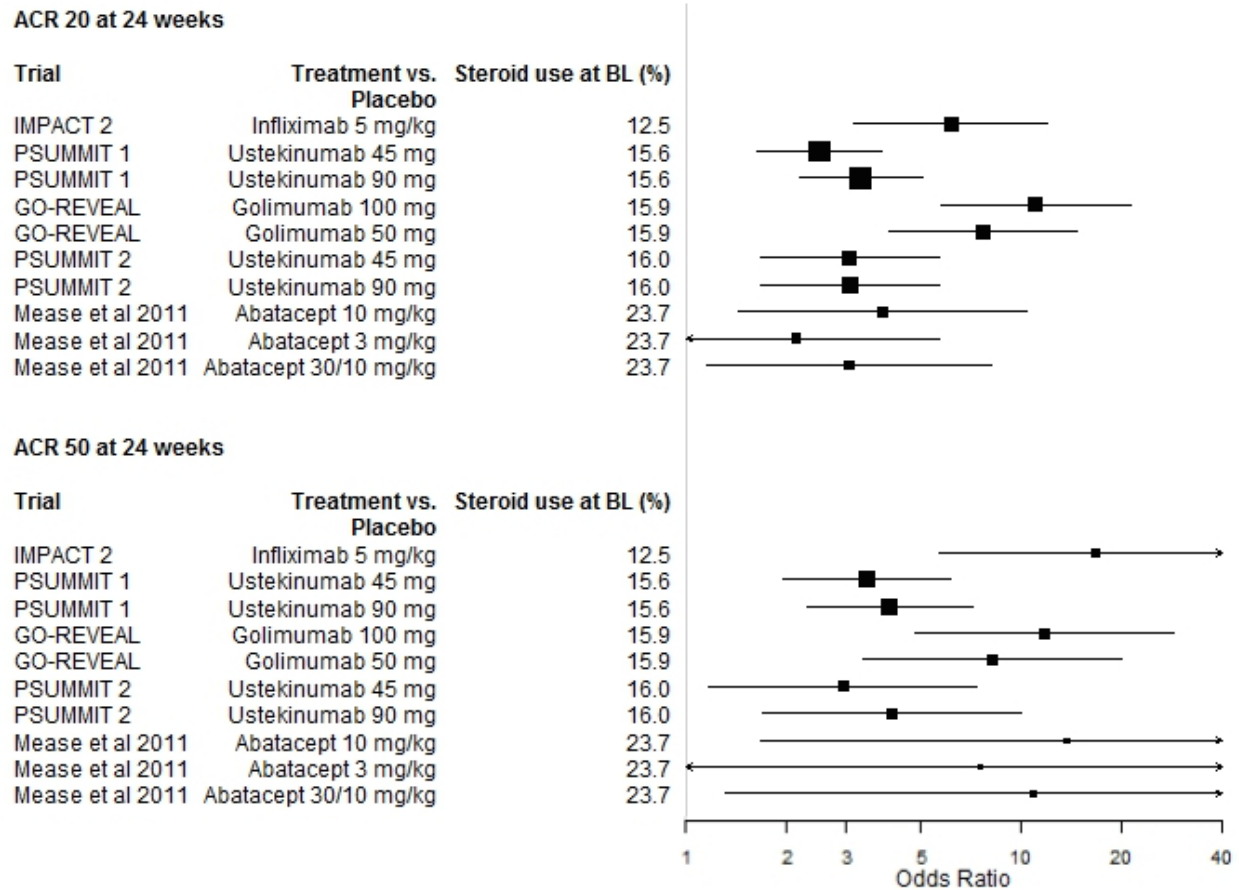 ACR 20 at 24 weeks
Trial Treatment vs. Steroid use at BL (%)
Placebo
IMPACT 2 Infliximab 5 mg/kg 12.5
PSUMMIT 1 Ustekinumab 45 mg 15.6
PSUMMIT 1 Ustekinumab 90 mg 15.6
GO-REVEAL Golimumab 100 mg 15.9
GO-REVEAL Golimumab 50 mg 15.9
PSUMMIT 2 Ustekinumab 45 mg 16.0
PSUMMIT 2 Ustekinumab 90 mg 16.0
Mease et al 2011 Abatacept 10 mg/kg 23.7
Mease et al 2011 Abatacept 3 mg/kg 23.7
Mease et al 2011 Abatacept 30/10 mg/kg 23.7
ACR 50 at 24 weeks
Trial Treatment vs. Steroid use at BL (%)
Placebo
IMPACT 2 Infliximab 5 mg/kg 12.5
PSUMMIT 1 Ustekinumab 45 mg 15.6
PSUMMIT 1 Ustekinumab 90 mg 15.6
GO-REVEAL Golimumab 100 mg 15.9
GO-REVEAL Golimumab 50 mg 15.9
PSUMMIT 2 Ustekinumab 45 mg 16.0
PSUMMIT 2 Ustekinumab 90 mg 16.0
Mease et al 2011 Abatacept 10 mg/kg 23.7
Mease et al 2011 Abatacept 3 mg/kg 23.7
Mease et al 2011 Abatacept 30/10 mg/kg 23.7
1 2 3 5 10 20 40
Odds Ratio